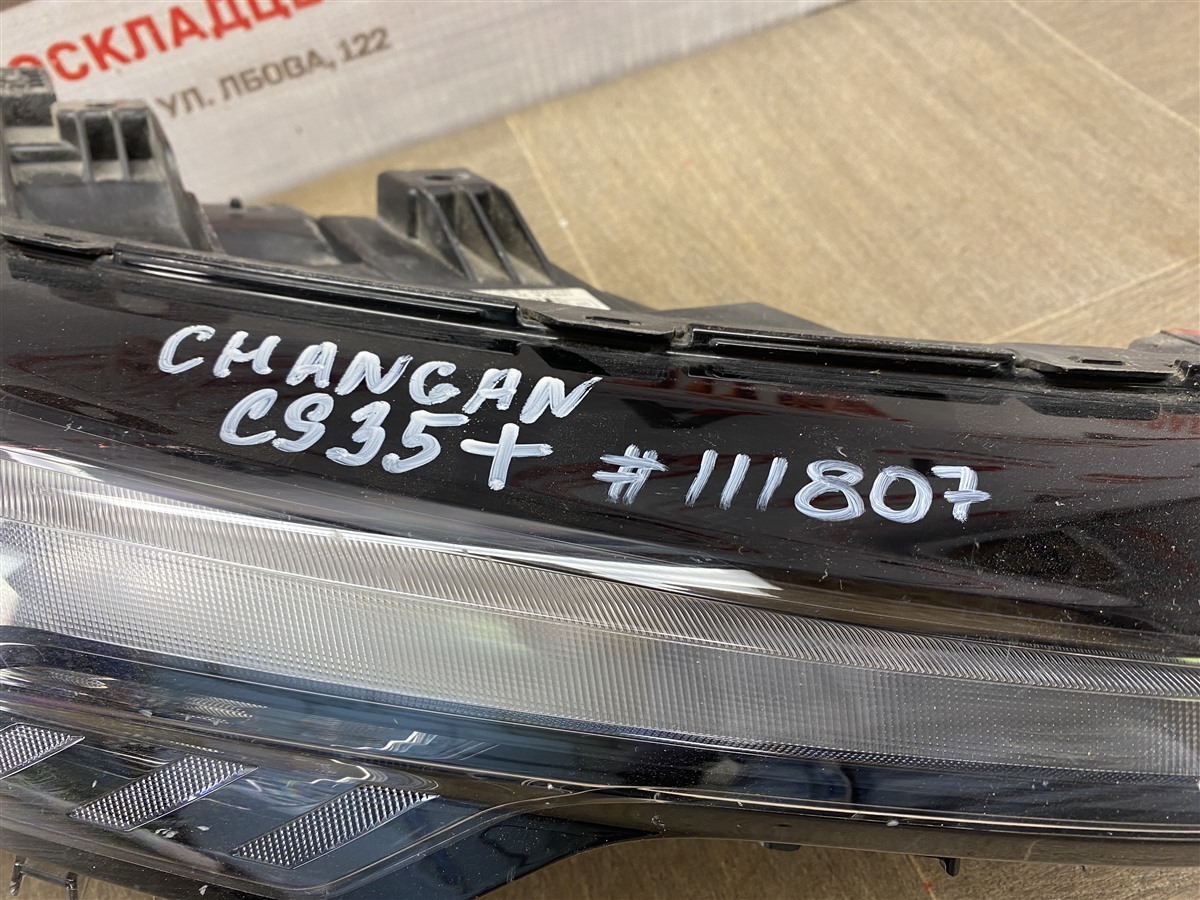 ОСКЛАДЦЕ
УЛ. ЛБОВА, 122
CHANGAN
CS35+ #111807